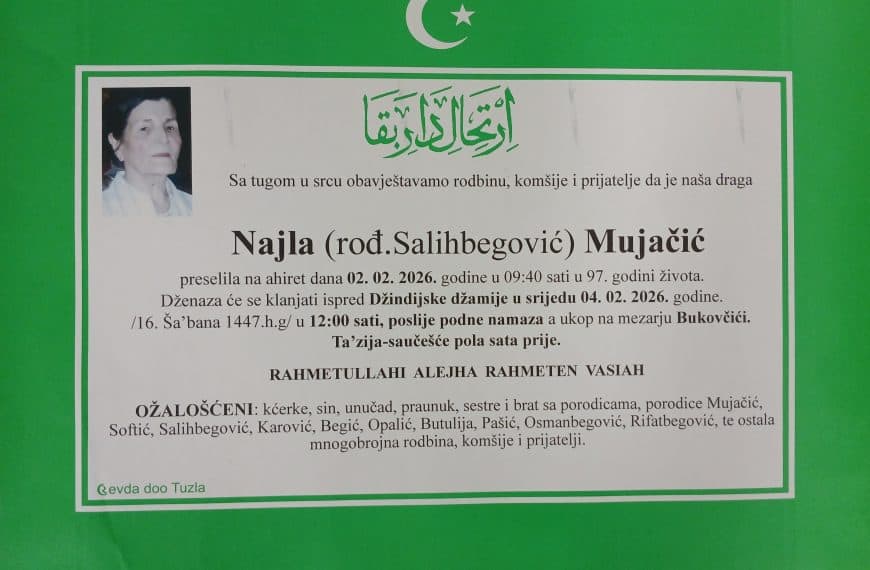 اِرْتِحَالِ دَارِ بَقَا
Sa tugom u srcu obavještavamo rodbinu, komšije i prijatelje da je naša draga
Najla (rođ.Salihbegović) Mujačić
preselila na ahiret dana 02. 02. 2026. godine u 09:40 sati u 97. godini života.
Dženaza će se klanjati ispred Džindijske džamije u srijedu 04. 02. 2026. godine.
/16. Ša'bana 1447.h.g/ u 12:00 sati, poslije podne namaza a ukop na mezarju Bukovčići.
Ta'zija-saučešće pola sata prije.
RAHMETULLAHI ALEJHA RAHMETEN VASIAH
OŽALOŠĆENI: kćerke, sin, unučad, praunuk, sestre i brat sa porodicama, porodice Mujačić,
Softić, Salihbegović, Karović, Begić, Opalić, Butulija, Pašić, Osmanbegović, Rifatbegović, te ostala
mnogobrojna rodbina, komšije i prijatelji.
Cevda doo Tuzla